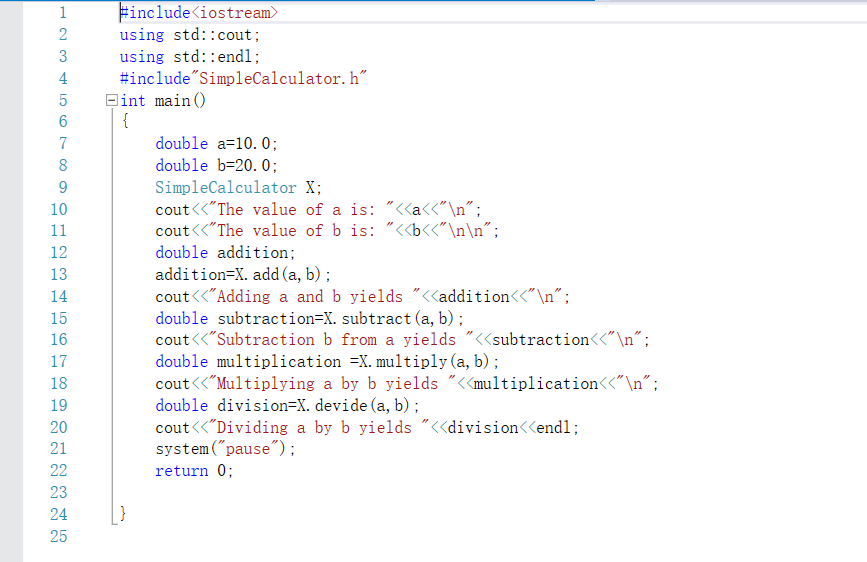 1 #include<iostream>
2 using std::cout;
3 using std::endl;
4 #include"SimpleCalculator.h"
5 int main()
6 {
7 double a=10.0;
8 double b=20.0;
9 SimpleCalculator X;
10 cout<<"The value of a is: "<<a<<"\n";
11 cout<<"The value of b is: "<<b<<"\n\n";
12 double addition;
13 addition=X.add(a,b);
14 cout<<"Adding a and b yields "<<addition<<"\n";
15 double subtraction=X.subtract(a,b);
16 cout<<"Subtraction b from a yields "<<subtraction<<"\n";
17 double multiplication =X.multiply(a,b);
18 cout<<"Multiplying a by b yields "<<multiplication<<"\n";
19 double division=X.devide(a,b);
20 cout<<"Dividing a by b yields "<<division<<endl;
21 system("pause");
22 return 0;
23
24 }
25